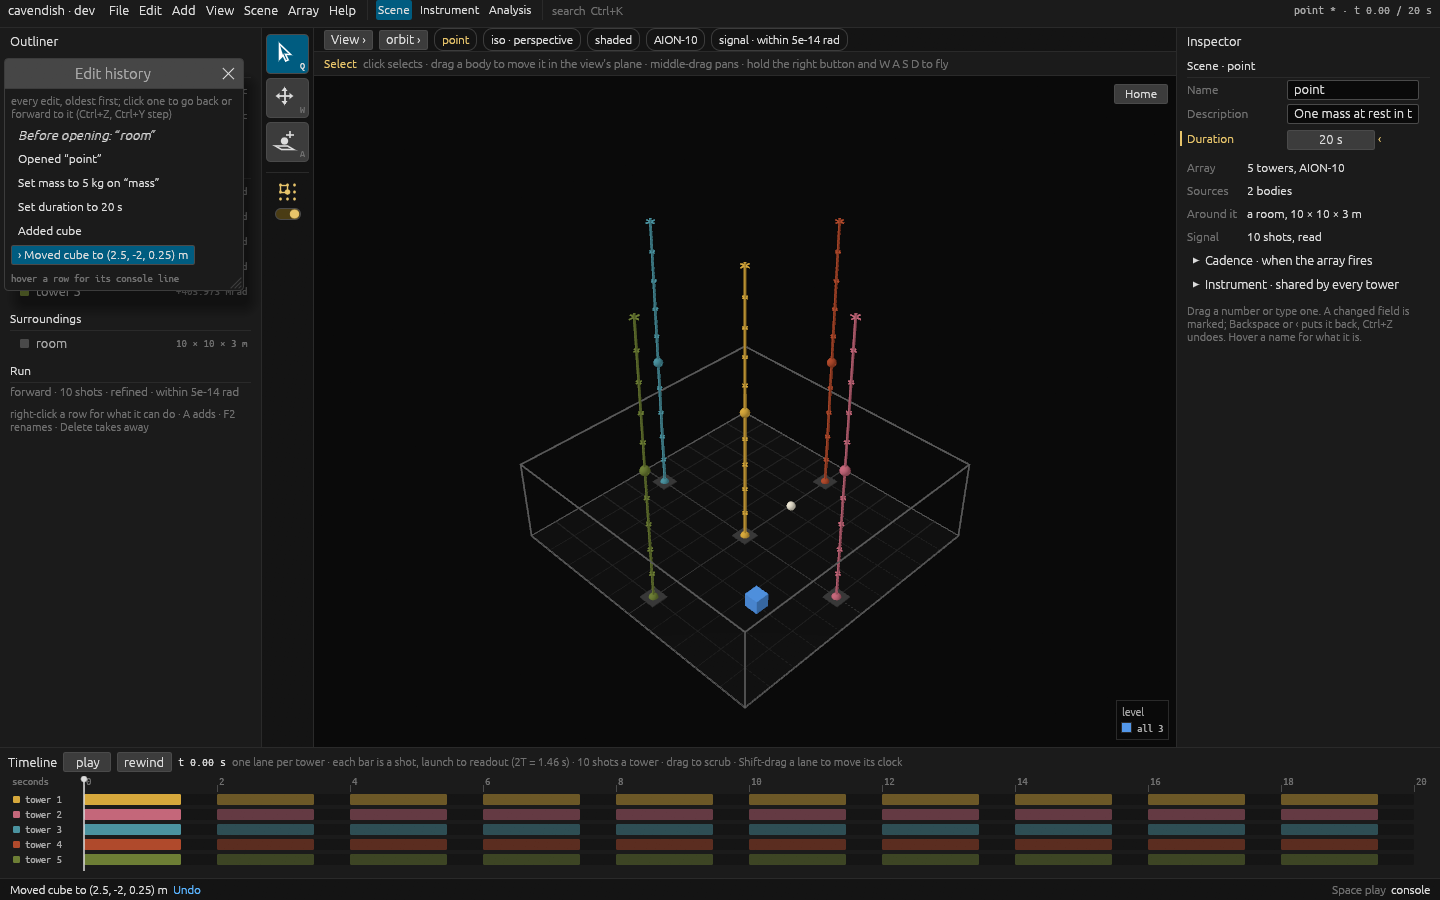 cavendish · dev File Edit Add View Scene Array Help Scene Instrument Analysis search Ctrl+K point * · t 0.00 / 20 s
Outliner
Edit history
every edit, oldest first; click one to go back or
forward to it (Ctrl+Z, Ctrl+Y step)
Before opening: “room”
Opened “point”
Set mass to 5 kg on “mass”
Set duration to 20 s
Added cube
› Moved cube to (2.5, -2, 0.25) m
hover a row for its console line
Surroundings
room 10 × 10 × 3 m
Run
forward · 10 shots · refined · within 5e-14 rad
right-click a row for what it can do · A adds · F2
renames · Delete takes away
Q
W
A
View › orbit › point iso · perspective shaded AION-10 signal · within 5e-14 rad
Select click selects · drag a body to move it in the view's plane · middle-drag pans · hold the right button and W A S D to fly
Home
level
all 3
Inspector
Scene · point
Name point
Description One mass at rest in t
Duration 20 s ‹
Array 5 towers, AION-10
Sources 2 bodies
Around it a room, 10 × 10 × 3 m
Signal 10 shots, read
► Cadence · when the array fires
► Instrument · shared by every tower
Drag a number or type one. A changed field is
marked; Backspace or ‹ puts it back, Ctrl+Z
undoes. Hover a name for what it is.
Timeline play rewind t 0.00 s one lane per tower · each bar is a shot, launch to readout (2T = 1.46 s) · 10 shots a tower · drag to scrub · Shift-drag a lane to move its clock
seconds 0 2 4 6 8 10 12 14 16 18 20
tower 1
tower 2
tower 3
tower 4
tower 5
Moved cube to (2.5, -2, 0.25) m Undo Space play console